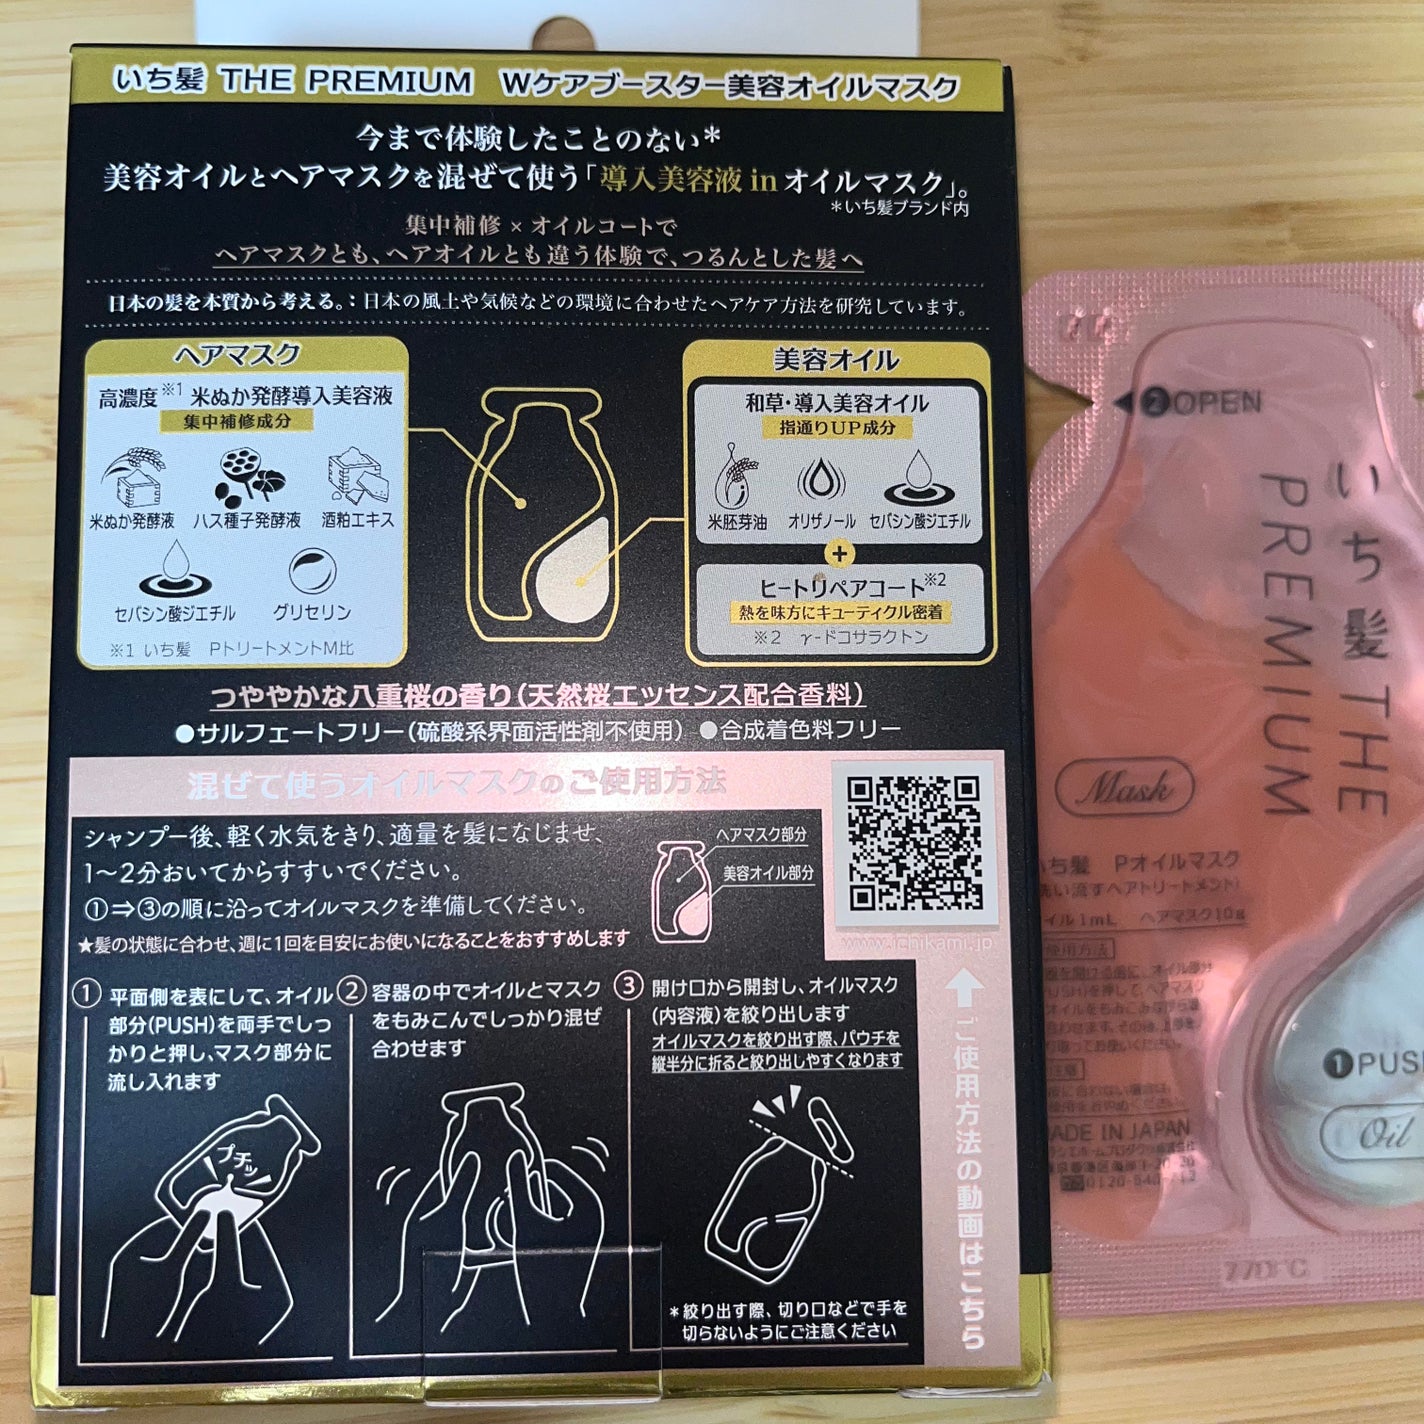 いち髪 THE PREMIUM Wケアブースター美容オイルマスク
今まで体験したことのない*
美容オイルとヘアマスクを混ぜて使う「導入美容液 in オイルマスク」。
*いち髪ブランド内
集中補修×オイルコートで
ヘアマスクとも、ヘアオイルとも違う体験で、つるんとした髪へ
日本の髪を本質から考える。：日本の風土や気候などの環境に合わせたヘアケア方法を研究しています。
ヘアマスク
高濃度※1 米ぬか発酵導入美容液
集中補修成分
米ぬか発酵液 ハス種子発酵液 酒粕エキス
セバシン酸ジエチル グリセリン
※1 いち髪 PトリートメントM比
美容オイル
和草・導入美容オイル
指通りUP成分
米胚芽油 オリザノール セバシン酸ジエチル
+
ヒートリペアコート※2
熱を味方にキューティクル密着
※2 γ-ドコサラクトン
つややかな八重桜の香り(天然桜エッセンス配合香料)
●サルフェートフリー(硫酸系界面活性剤不使用) ●合成着色料フリー
混ぜて使うオイルマスクのご使用方法
シャンプー後、軽く水気をきり、適量を髪になじませ、
1〜2分おいてからすすいでください。
①⇒③の順に沿ってオイルマスクを準備してください。
★髪の状態に合わせ、週に1回を目安にお使いになることをおすすめします
ヘアマスク部分
美容オイル部分
www.ichikami.jp
ご使用方法の動画はこちら
① 平面側を表にして、オイル
部分(PUSH)を両手でしっ
かりと押し、マスク部分に
流し入れます
プチッ
② 容器の中でオイルとマスク
をもみこんでしっかり混ぜ
合わせます
③ 開け口から開封し、オイルマスク
(内容液)を絞り出します
オイルマスクを絞り出す際、パウチを
縦半分に折ると絞り出しやすくなります
*絞り出す際、切り口などで手を
切らないようにご注意ください
❷OPEN
いち髪 THE
PREMIUM
Mask
いち髪 Pオイルマスク
洗い流すヘアトリートメント)
イル1mL ヘアマスク10g
使用方法
❶PUSH
Oil
ADE IN JAPAN